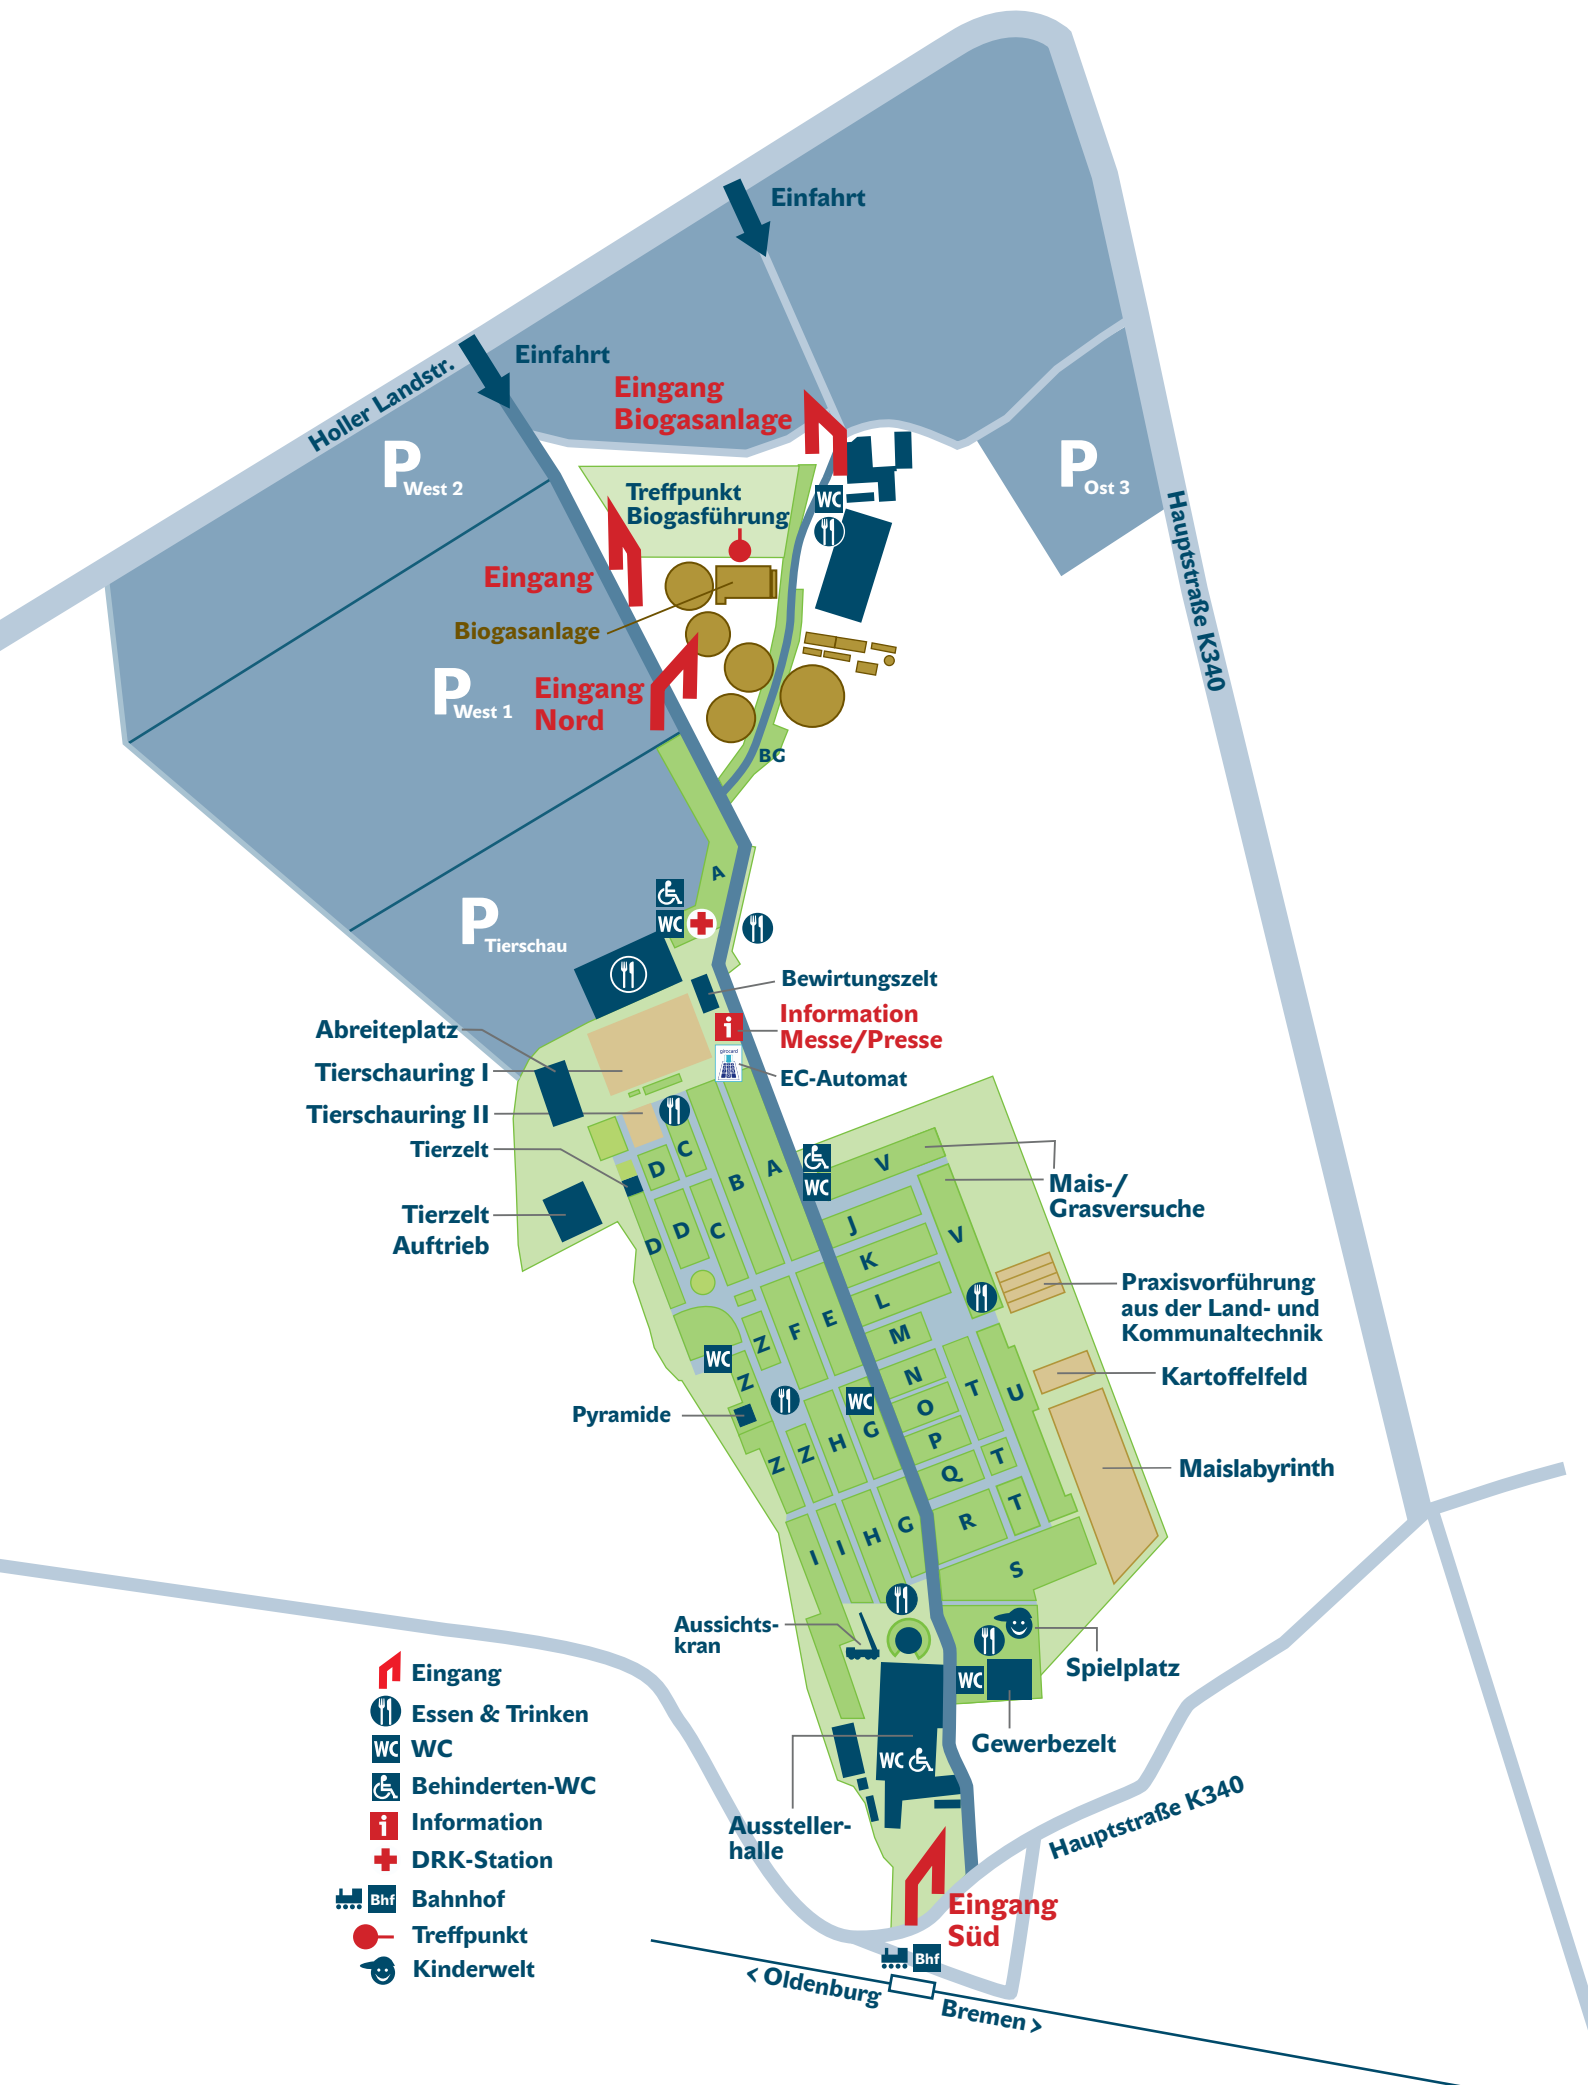 Einfahrt
Einfahrt
Holler Landstr.
Eingang
Biogasanlage
P
West 2
P
Ost 3
WC
Treffpunkt
Biogasführung
Hauptstraße K340
Eingang
Biogasanlage
P
West 1
Eingang
Nord
BG
A
WC
P
Tierschau
Bewirtungszelt
i
Information
Messe/Presse
girocard
EC-Automat
Abreiteplatz
Tierschauring I
Tierschauring II
Tierzelt
Tierzelt
Auftrieb
D
C
B
A
D
D
C
WC
V
V
J
K
L
M
N
O
P
Q
R
S
T
T
T
U
Mais-/
Grasversuche
Praxisvorführung
aus der Land- und
Kommunaltechnik
Kartoffelfeld
Maislabyrinth
Z
F
E
WC
Z
Pyramide
WC
Z
Z
H
G
I
I
H
G
Aussichts-
kran
Spielplatz
WC
Gewerbezelt
WC
Aussteller-
halle
Hauptstraße K340
Eingang
Süd
Bhf
< Oldenburg
Bremen >
Eingang
Essen & Trinken
WC WC
Behinderten-WC
i Information
DRK-Station
Bhf Bahnhof
Treffpunkt
Kinderwelt